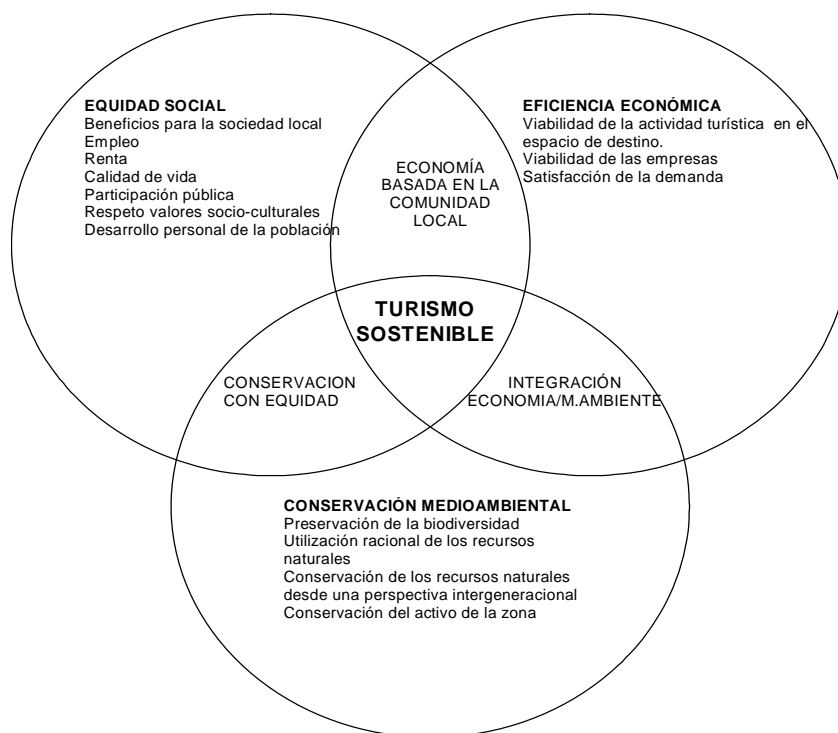 EQUIDAD SOCIAL
Beneficios para la sociedad local
Empleo
Renta
Calidad de vida
Participación pública
Respeto valores socio-culturales
Desarrollo personal de la población
EFICIENCIA ECONÓMICA
Viabilidad de la actividad turística en el
espacio de destino.
Viabilidad de las empresas
Satisfacción de la demanda
ECONOMÍA
BASADA EN LA
COMUNIDAD
LOCAL
TURISMO
SOSTENIBLE
CONSERVACION
CON EQUIDAD
INTEGRACIÓN
ECONOMIA/M.AMBIENTE
CONSERVACIÓN MEDIOAMBIENTAL
Preservación de la biodiversidad
Utilización racional de los recursos
naturales
Conservación de los recursos naturales
desde una perspectiva intergeneracional
Conservación del activo de la zona